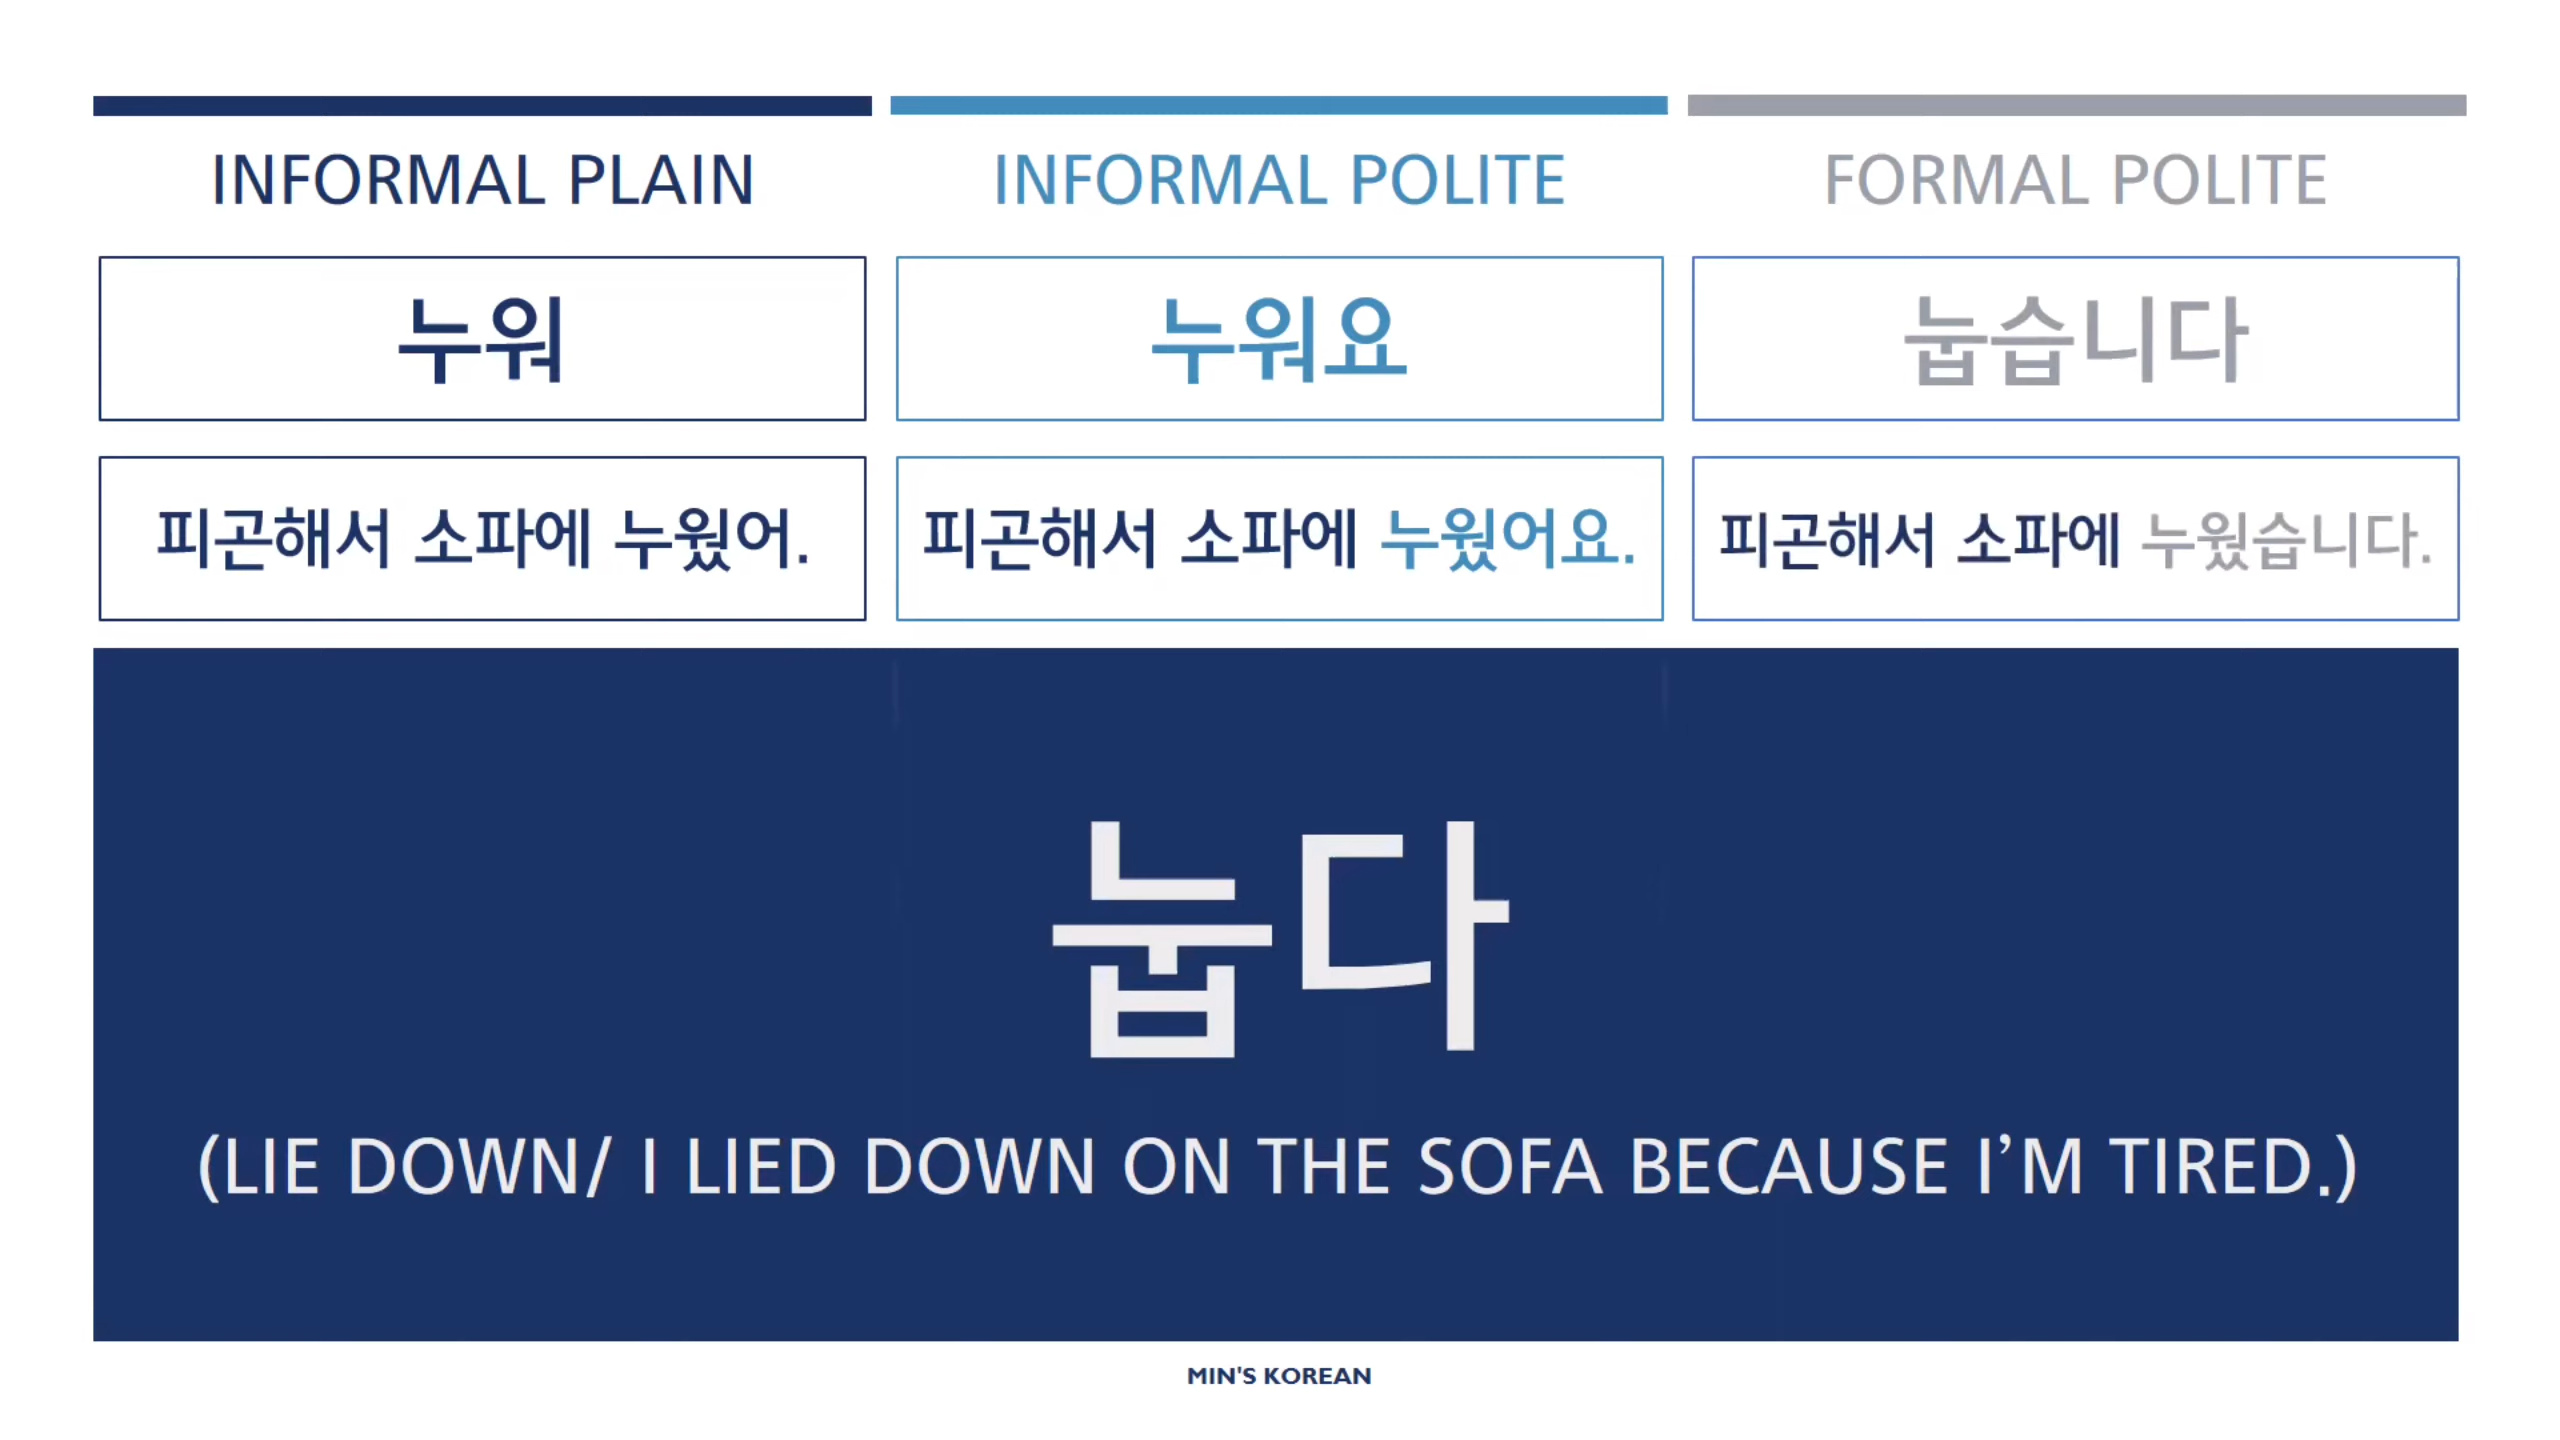 INFORMAL PLAIN
INFORMAL POLITE
FORMAL POLITE
누워
누워요
눕습니다
피곤해서 소파에 누웠어.
피곤해서 소파에 누웠어요.
피곤해서 소파에 누웠습니다.
눕다
(LIE DOWN/ I LIED DOWN ON THE SOFA BECAUSE I’M TIRED.)
MIN'S KOREAN